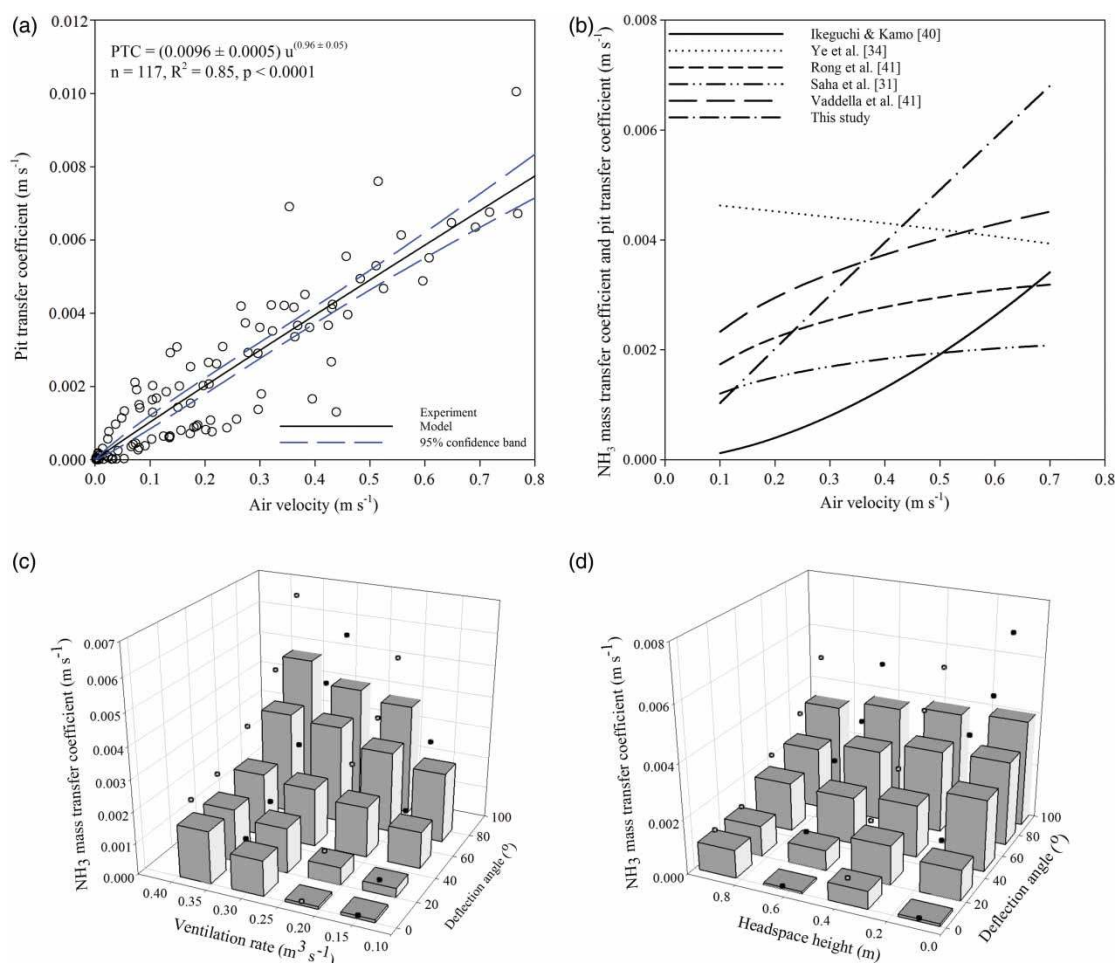 (a)
0.012
PTC = (0.0096 ± 0.0005) u^(0.96 ± 0.05)
n = 117, R² = 0.85, p < 0.0001
0.010
0.008
0.006
0.004
0.002
0.000
Pit transfer coefficient (m s⁻¹)
Experiment
Model
95% confidence band
0.0 0.1 0.2 0.3 0.4 0.5 0.6 0.7 0.8
Air velocity (m s⁻¹)
(b)
0.008
Ikeguchi & Kamo [40]
Ye et al. [34]
Rong et al. [41]
Saha et al. [31]
Vaddella et al. [41]
This study
0.006
0.004
0.002
0.000
NH₃ mass transfer coefficient and pit transfer coefficient (m s⁻¹)
0.0 0.1 0.2 0.3 0.4 0.5 0.6 0.7 0.8
Air velocity (m s⁻¹)
(c)
0.007
0.006
0.005
0.004
0.003
0.002
0.001
0.000
NH₃ mass transfer coefficient (m s⁻¹)
0.40 0.35 0.30 0.25 0.20 0.15 0.10
Ventilation rate (m³ s⁻¹)
0 20 40 60 80 100
Deflection angle (°)
(d)
0.008
0.006
0.004
0.002
0.000
NH₃ mass transfer coefficient (m s⁻¹)
0.8 0.6 0.4 0.2 0.0
Headspace height (m)
0 20 40 60 80 100
Deflection angle (°)